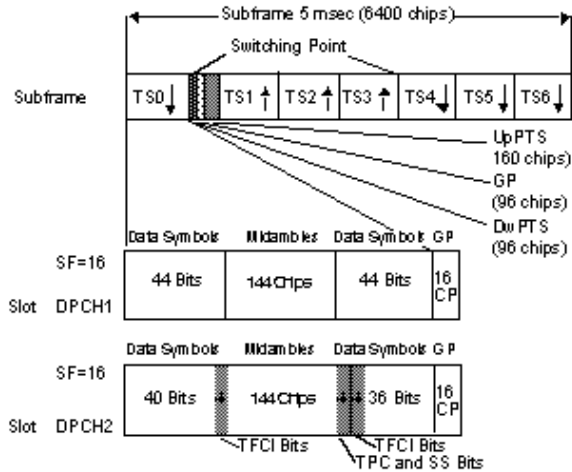 Subframe 5 msec (6400 chips)
Switching Point
Subframe TS0 TS1 TS2 TS3 TS4 TS5 TS6
UpPTS
160 chips)
GP
(96 chips)
DwPTS
(96 chips)
Data Symbols Midambles Data Symbols GP
SF=16
44 Bits 144 Chips 44 Bits 16
CP
Slot DPCH1
Data Symbols Midambles Data Symbols GP
SF=16
40 Bits 4 144 Chips 4 4 36 Bits 16
CP
Slot DPCH2
TFCI Bits TFCI Bits
TPC and SS Bits